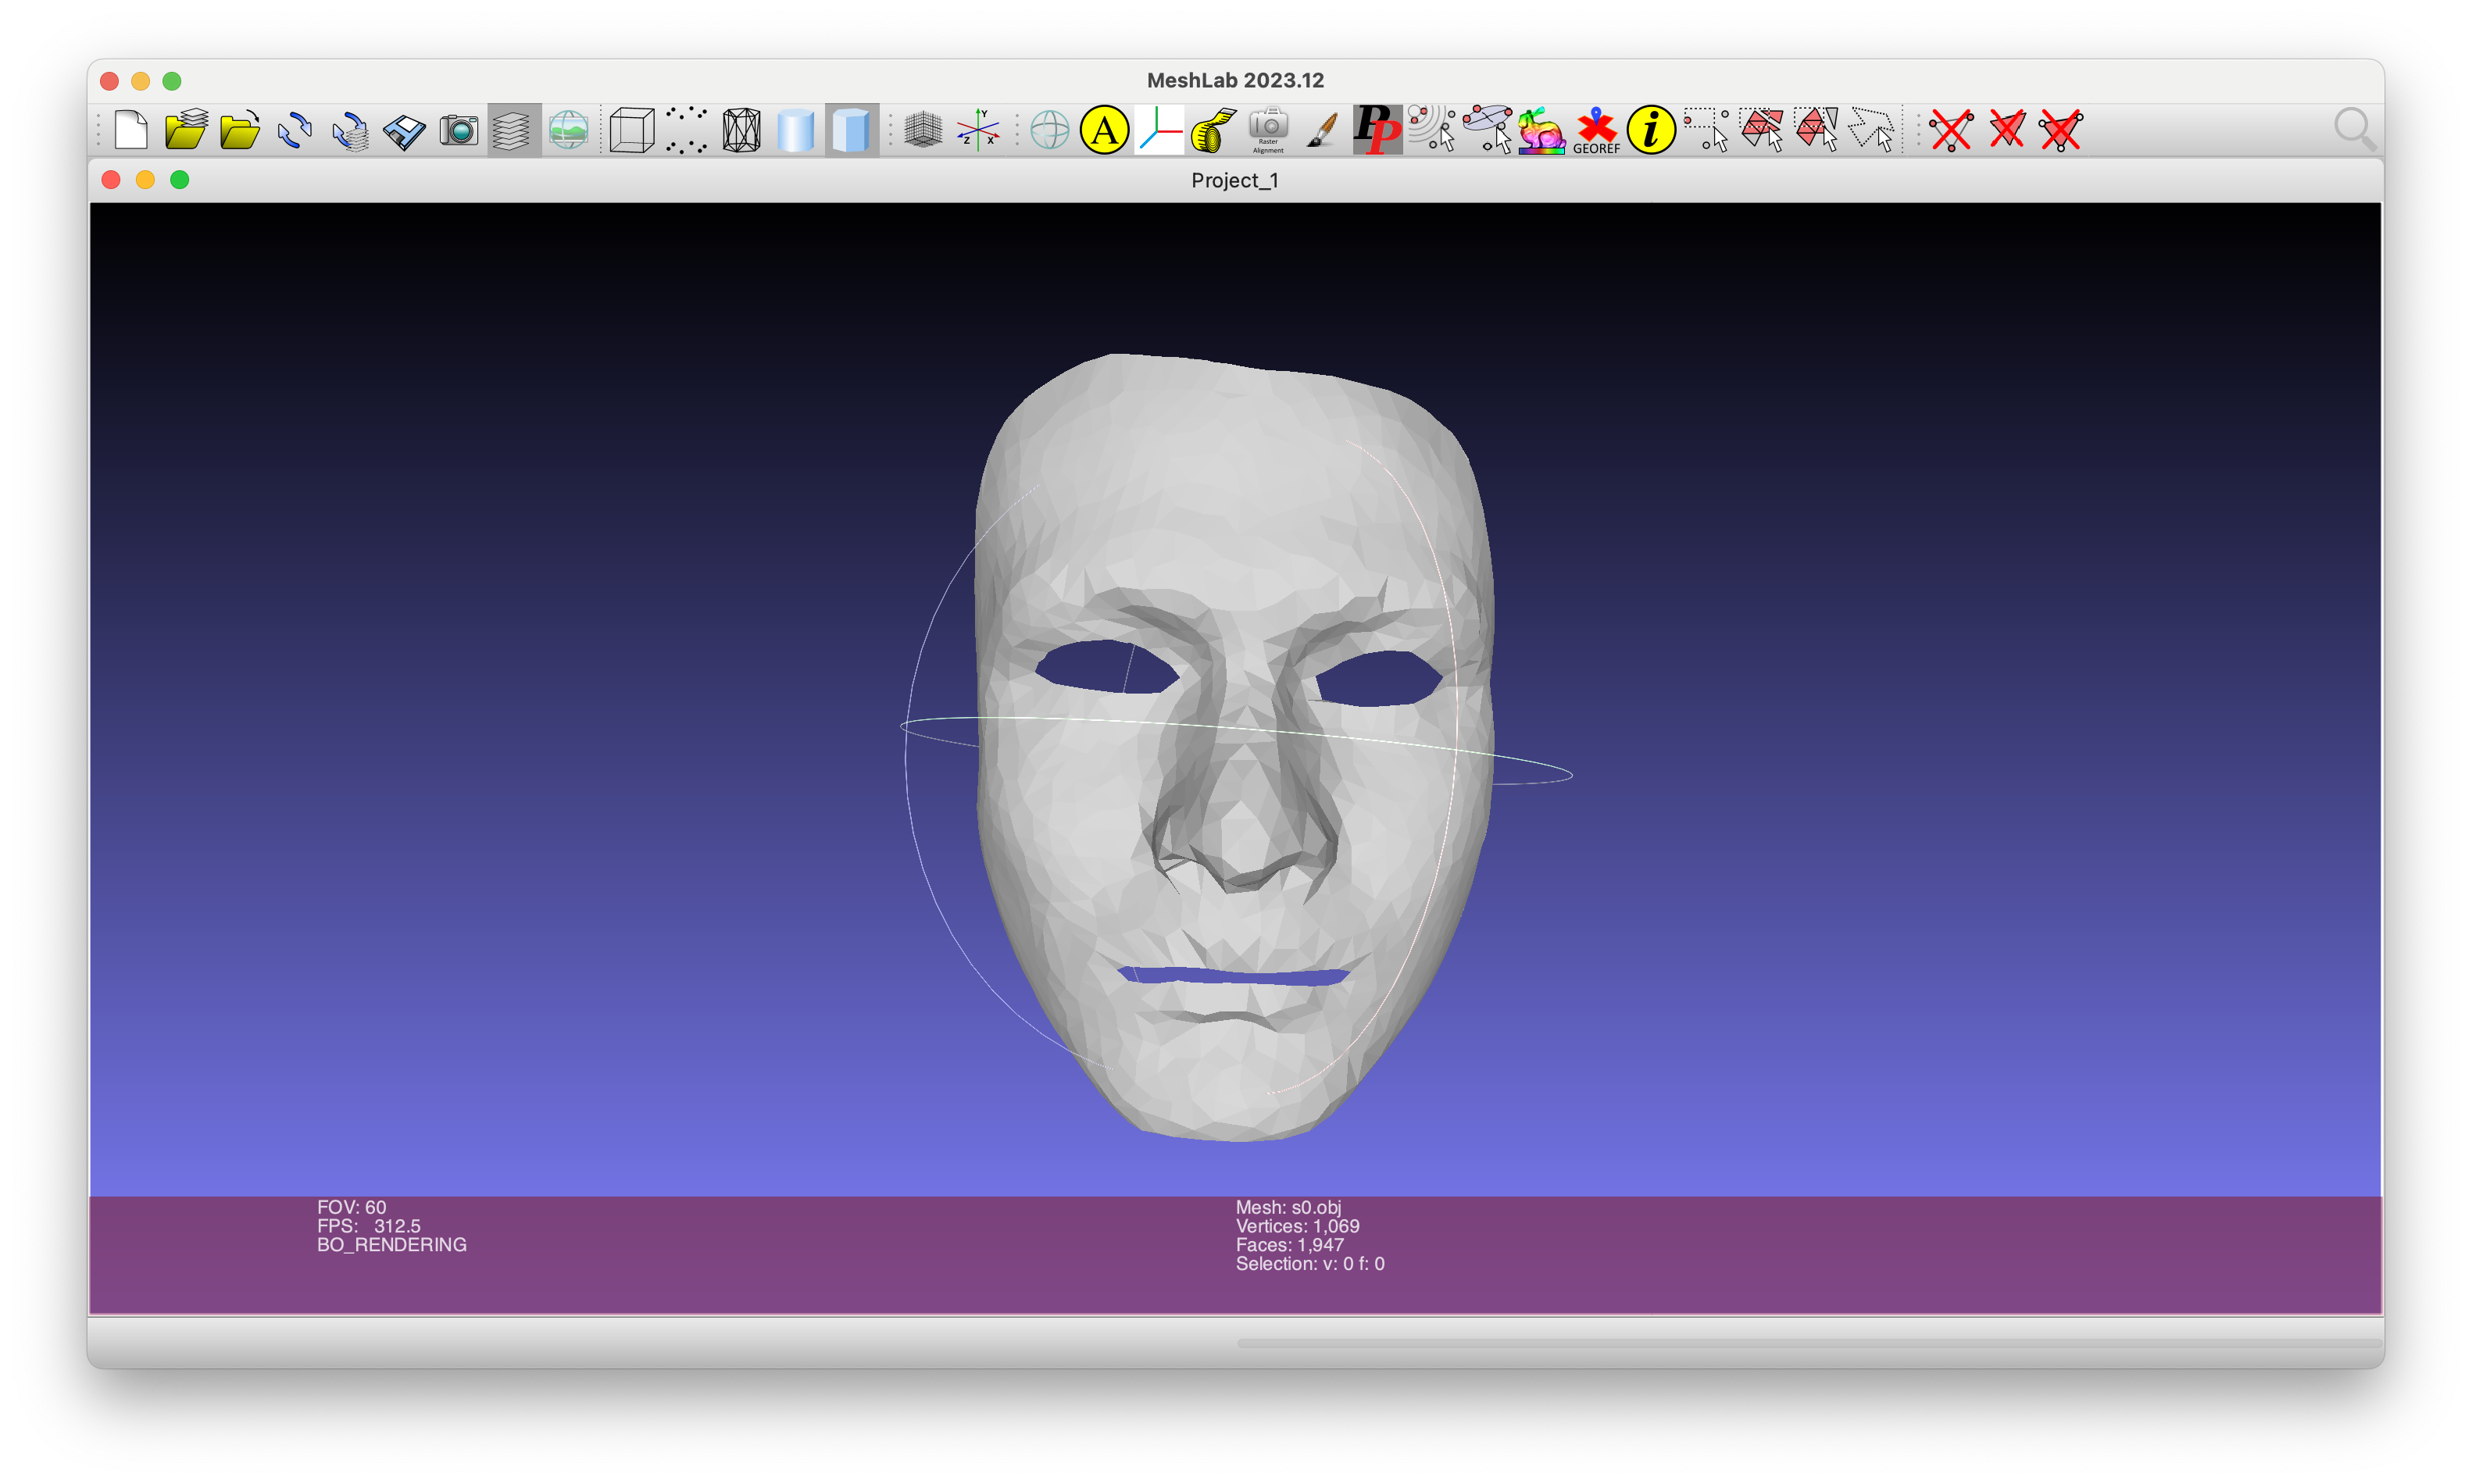 MeshLab 2023.12
Y
Z X
A
Raster
Alignment
PP
GEOREF
i
Project_1
FOV: 60
FPS: 312.5
BO_RENDERING
Mesh: s0.obj
Vertices: 1,069
Faces: 1,947
Selection: v: 0 f: 0